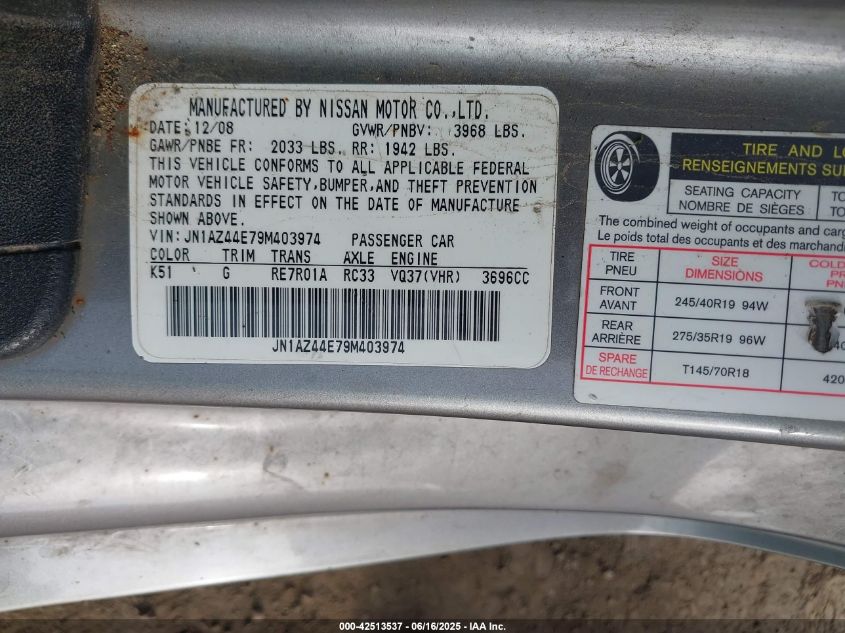 MANUFACTURED BY NISSAN MOTOR CO.,LTD.
DATE: 12/08 GVWR/PNBV: 3968 LBS.
GAWR/PNBE FR: 2033 LBS. RR: 1942 LBS.
THIS VEHICLE CONFORMS TO ALL APPLICABLE FEDERAL
MOTOR VEHICLE SAFETY,BUMPER,AND THEFT PREVENTION
STANDARDS IN EFFECT ON THE DATE OF MANUFACTURE
SHOWN ABOVE.
VIN: JN1AZ44E79M403974 PASSENGER CAR
COLOR TRIM TRANS AXLE ENGINE
K51 G RE7R01A RC33 VQ37(VHR) 3696CC
JN1AZ44E79M403974
TIRE AND
RENSEIGNEMENTS
SEATING CAPACITY
NOMBRE DE SIÈGES
The combined weight of occupants and
Le poids total des occupants et des
TIRE SIZE
PNEU DIMENSIONS
FRONT
AVANT 245/40R19 94W
REAR
ARRIÈRE 275/35R19 96W
SPARE
DE RECHANGE T145/70R18 420
000-42513537 - 06/16/2025 - IAA Inc.